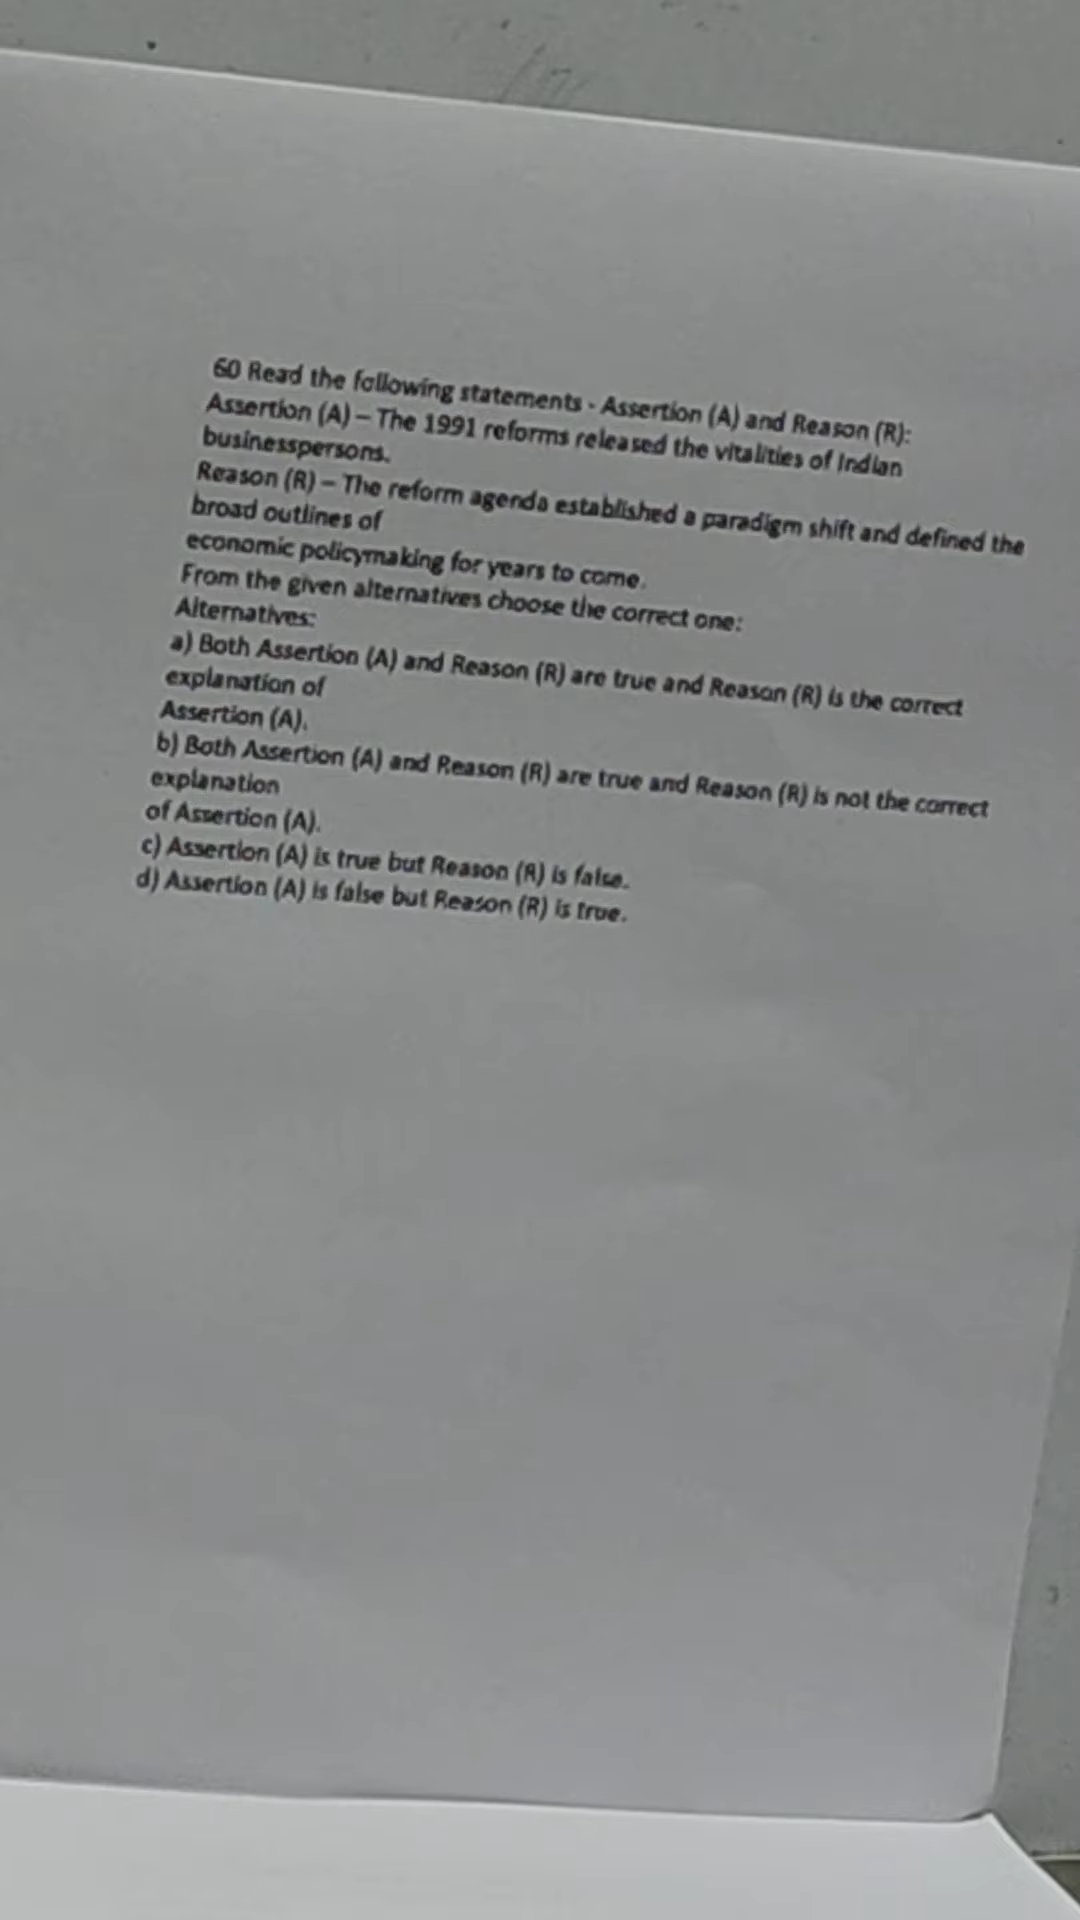 60 Read the following statements - Assertion (A) and Reason (R):
Assertion (A) – The 1991 reforms released the vitalities of Indian
businesspersons.
Reason (R) – The reform agenda established a paradigm shift and defined the
broad outlines of
economic policymaking for years to come.
From the given alternatives choose the correct one:
Alternatives:
a) Both Assertion (A) and Reason (R) are true and Reason (R) is the correct
explanation of
Assertion (A).
b) Both Assertion (A) and Reason (R) are true and Reason (R) is not the correct
explanation
of Assertion (A).
c) Assertion (A) is true but Reason (R) is false.
d) Assertion (A) is false but Reason (R) is true.